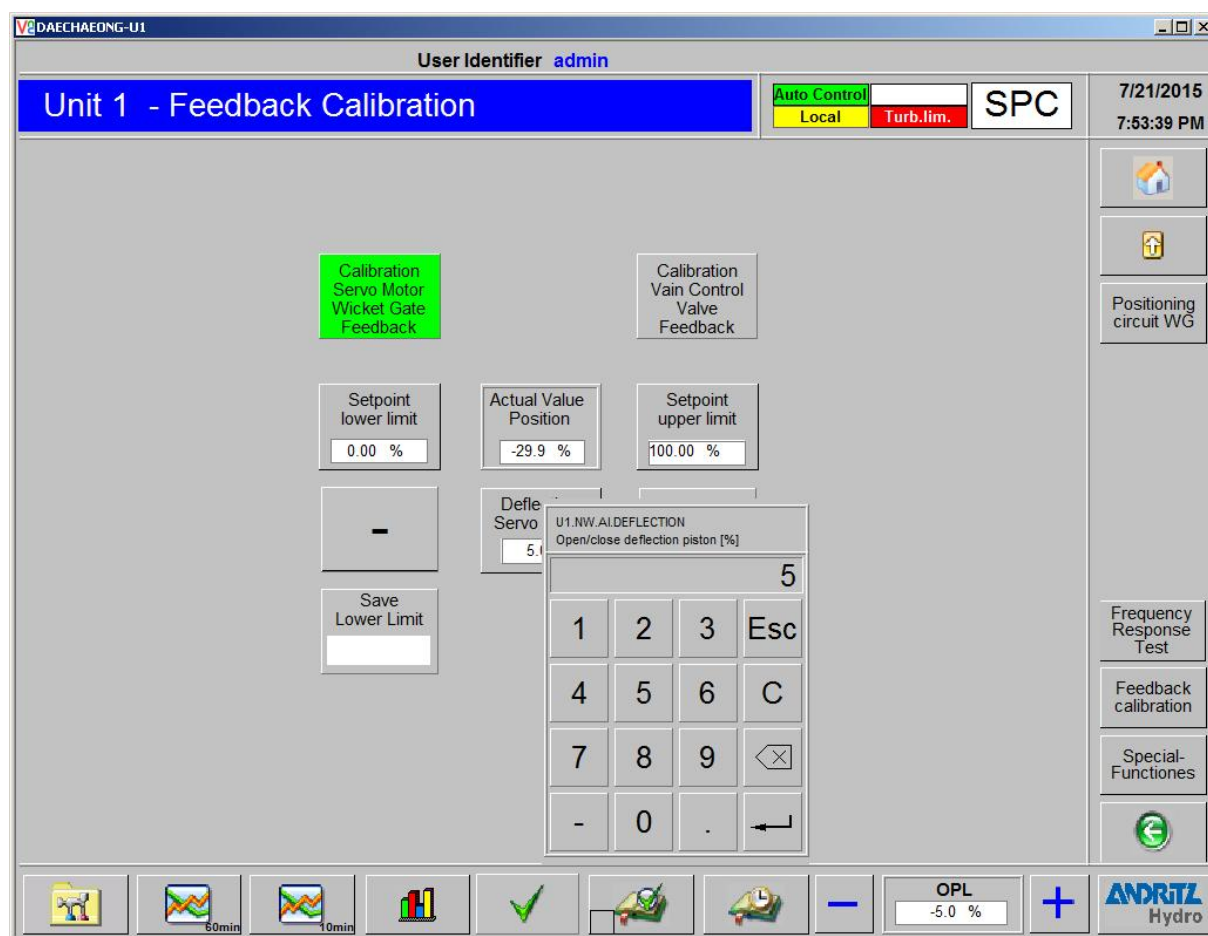 DAECHAEONG-U1
User Identifier admin
Unit 1 - Feedback Calibration
Auto Control
Local
Turb.lim.
SPC
7/21/2015
7:53:39 PM
Calibration
Servo Motor
Wicket Gate
Feedback
Calibration
Vain Control
Valve
Feedback
Positioning
circuit WG
Setpoint
lower limit
0.00 %
Actual Value
Position
-29.9 %
Setpoint
upper limit
100.00 %
-
Servo
U1.NW.AI.DEFLECTION
Open/close deflection piston [%]
5
Save
Lower Limit
1 2 3 Esc
4 5 6 C
7 8 9
- 0 .
Frequency
Response
Test
Feedback
calibration
Special-
Functiones
60min
10min
OPL
-5.0 %
+
ANDRITZ
Hydro